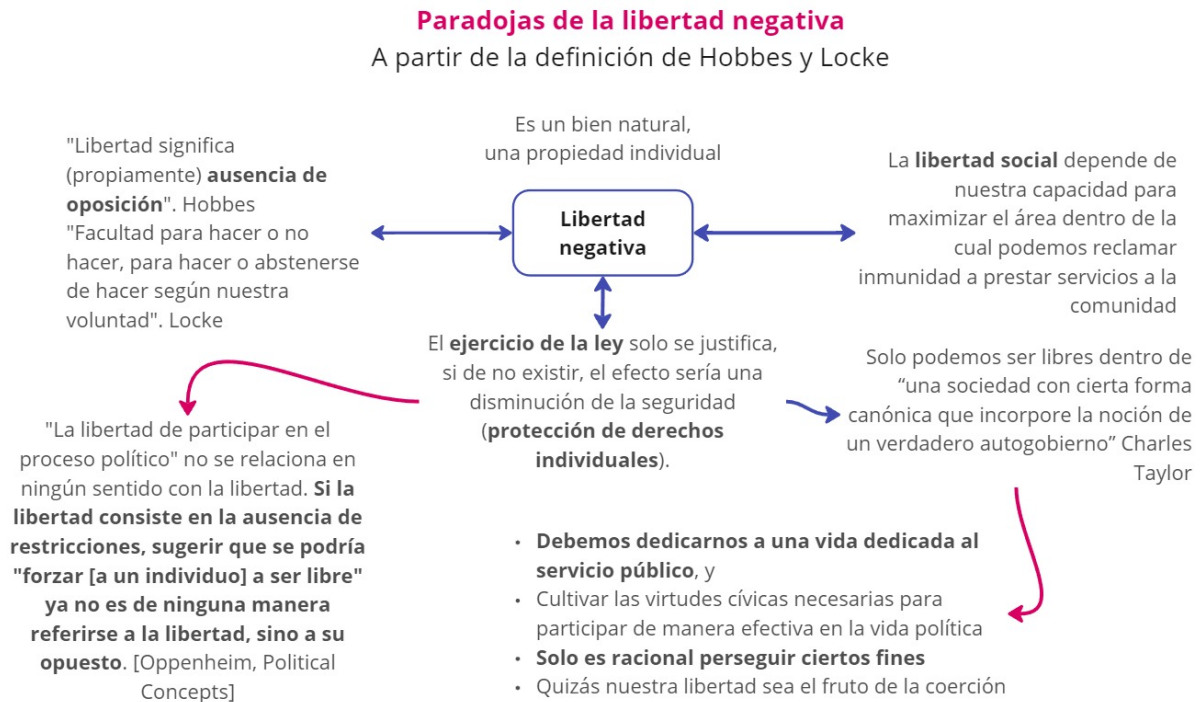 Paradojas de la libertad negativa
A partir de la definición de Hobbes y Locke
Es un bien natural,
una propiedad individual
"Libertad significa
(propiamente) ausencia de
oposición". Hobbes
"Facultad para hacer o no
hacer, para hacer o abstenerse
de hacer según nuestra
voluntad". Locke
Libertad
negativa
La libertad social depende de
nuestra capacidad para
maximizar el área dentro de la
cual podemos reclamar
inmunidad a prestar servicios a la
comunidad
El ejercicio de la ley solo se justifica,
si de no existir, el efecto sería una
disminución de la seguridad
(protección de derechos
individuales).
Solo podemos ser libres dentro de
“una sociedad con cierta forma
canónica que incorpore la noción de
un verdadero autogobierno” Charles
Taylor
"La libertad de participar en el
proceso político" no se relaciona en
ningún sentido con la libertad. Si la
libertad consiste en la ausencia de
restricciones, sugerir que se podría
"forzar [a un individuo] a ser libre"
ya no es de ninguna manera
referirse a la libertad, sino a su
opuesto. [Oppenheim, Political
Concepts]
• Debemos dedicarnos a una vida dedicada al
servicio público, y
• Cultivar las virtudes cívicas necesarias para
participar de manera efectiva en la vida política
• Solo es racional perseguir ciertos fines
• Quizás nuestra libertad sea el fruto de la coerción